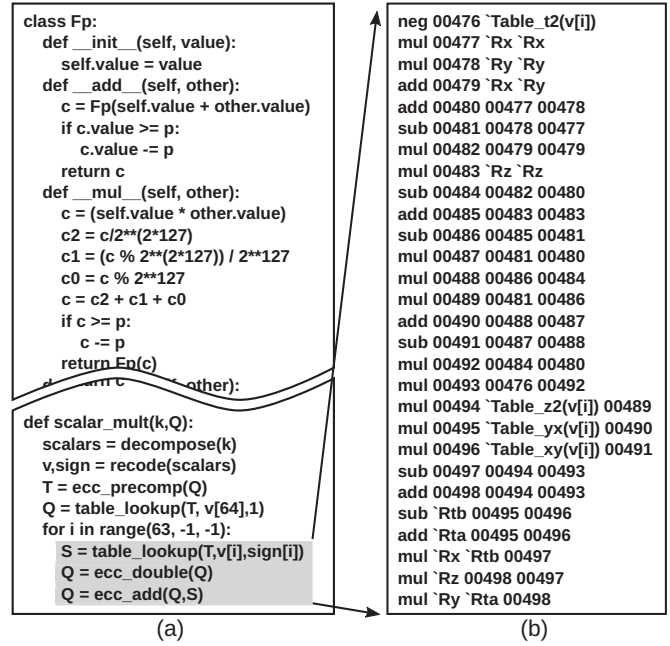 class Fp:
def __init__(self, value):
self.value = value
def __add__(self, other):
c = Fp(self.value + other.value)
if c.value >= p:
c.value -= p
return c
def __mul__(self, other):
c = (self.value * other.value)
c2 = c/2**(2*127)
c1 = (c % 2**(2*127)) / 2**127
c0 = c % 2**127
c = c2 + c1 + c0
if c >= p:
c -= p
return Fp(c)
other):
def scalar_mult(k,Q):
scalars = decompose(k)
v,sign = recode(scalars)
T = ecc_precomp(Q)
Q = table_lookup(T, v[64],1)
for i in range(63, -1, -1):
S = table_lookup(T,v[i],sign[i])
Q = ecc_double(Q)
Q = ecc_add(Q,S)
(a)
neg 00476 `Table_t2(v[i])
mul 00477 `Rx `Rx
mul 00478 `Ry `Ry
add 00479 `Rx `Ry
add 00480 00477 00478
sub 00481 00478 00477
mul 00482 00479 00479
mul 00483 `Rz `Rz
sub 00484 00482 00480
add 00485 00483 00483
sub 00486 00485 00481
mul 00487 00481 00480
mul 00488 00486 00484
mul 00489 00481 00486
add 00490 00488 00487
sub 00491 00487 00488
mul 00492 00484 00480
mul 00493 00476 00492
mul 00494 `Table_z2(v[i]) 00489
mul 00495 `Table_yx(v[i]) 00490
mul 00496 `Table_xy(v[i]) 00491
sub 00497 00494 00493
add 00498 00494 00493
sub `Rtb 00495 00496
add `Rta 00495 00496
mul `Rx `Rtb 00497
mul `Rz 00498 00497
mul `Ry `Rta 00498
(b)